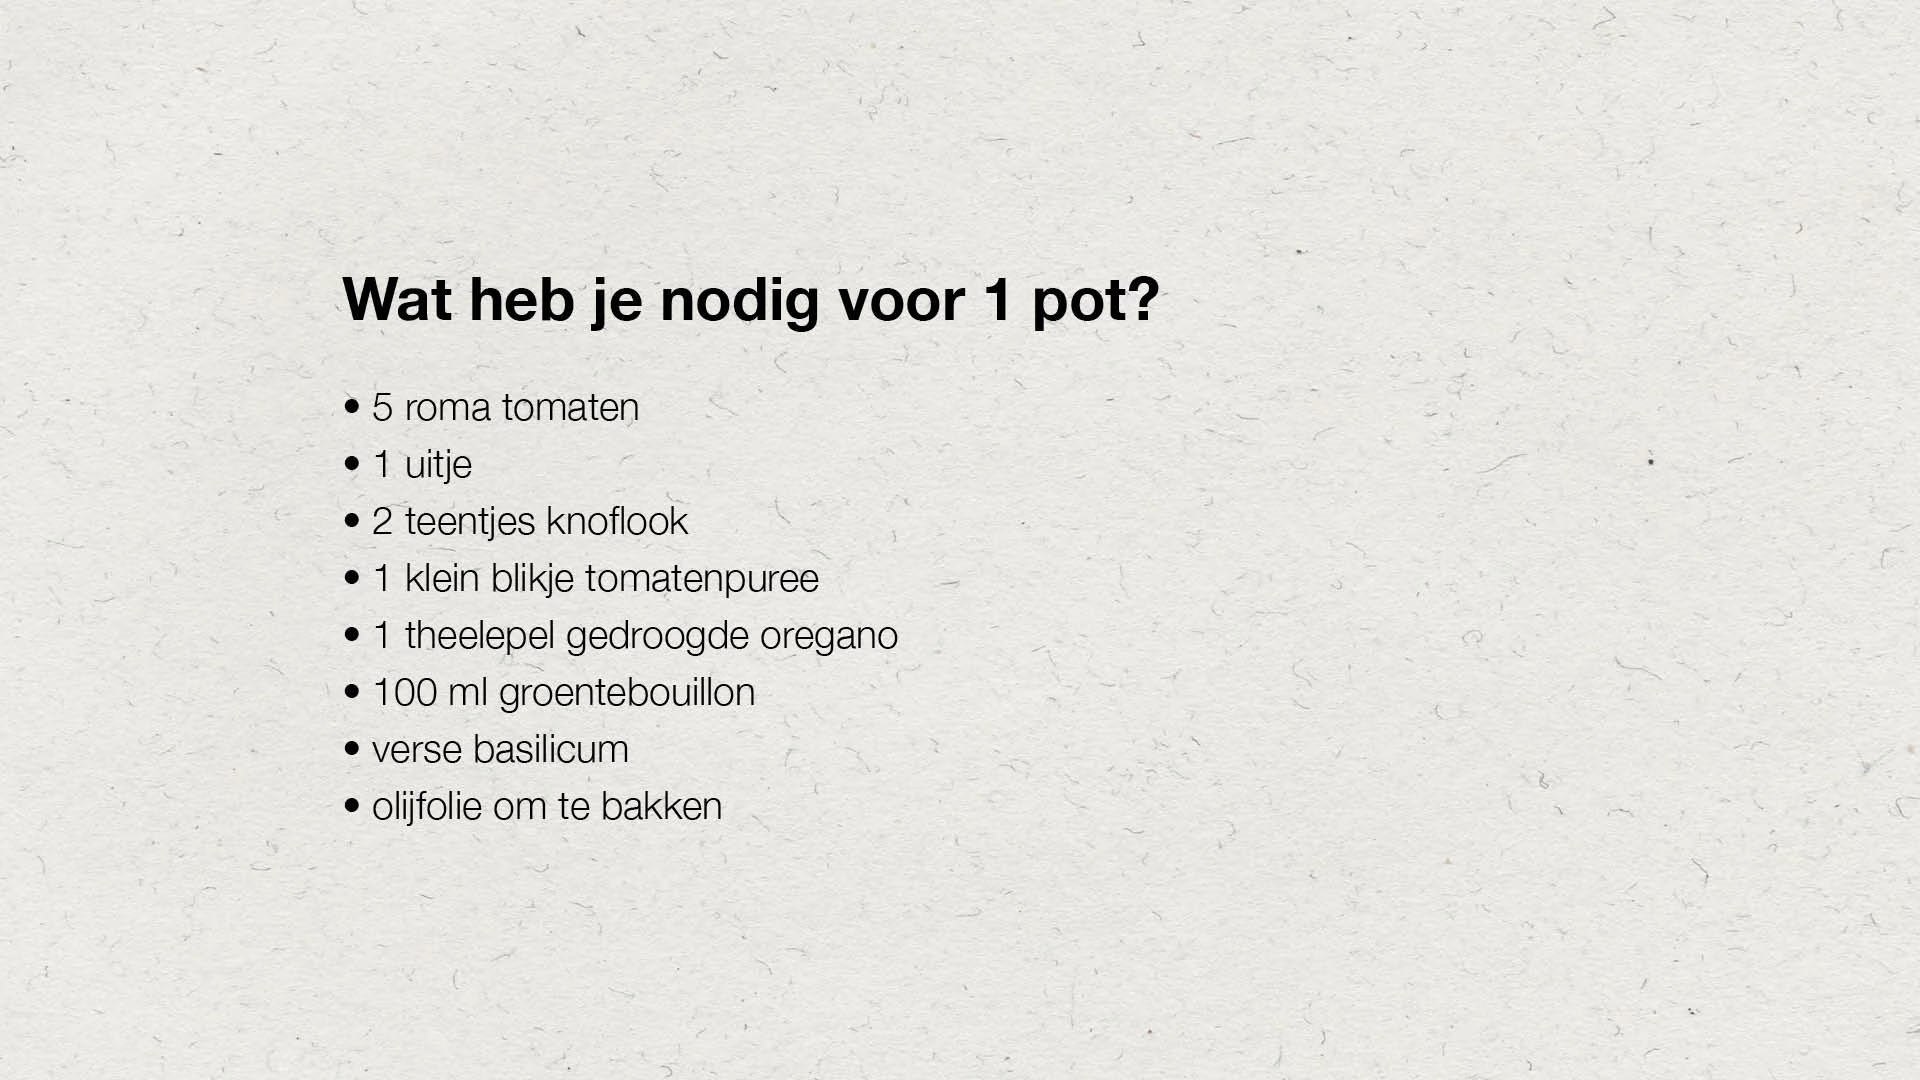 Wat heb je nodig voor 1 pot?
• 5 roma tomaten
• 1 uitje
• 2 teentjes knoflook
• 1 klein blikje tomatenpuree
• 1 theelepel gedroogde oregano
• 100 ml groentebouillon
• verse basilicum
• olijfolie om te bakken